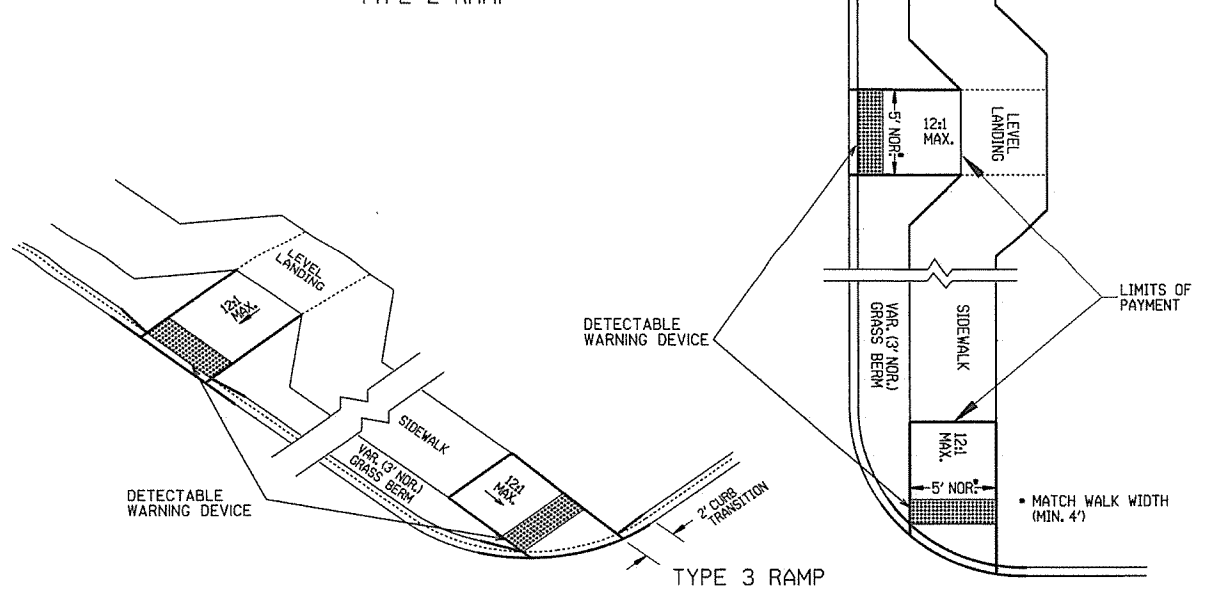 TYPE 2 RAMP
LEVEL
LANDING
12:1
MAX.
SIDEWALK
VAR. (3' NOR.)
GRASS BERM
12:1
MAX.
2' CURB
TRANSITION
DETECTABLE
WARNING DEVICE
TYPE 3 RAMP
5' NOR.*
12:1
MAX.
LEVEL
LANDING
DETECTABLE
WARNING DEVICE
LIMITS OF
PAYMENT
VAR. (3' NOR.)
GRASS BERM
SIDEWALK
12:1
MAX.
5' NOR.*
* MATCH WALK WIDTH
(MIN. 4')